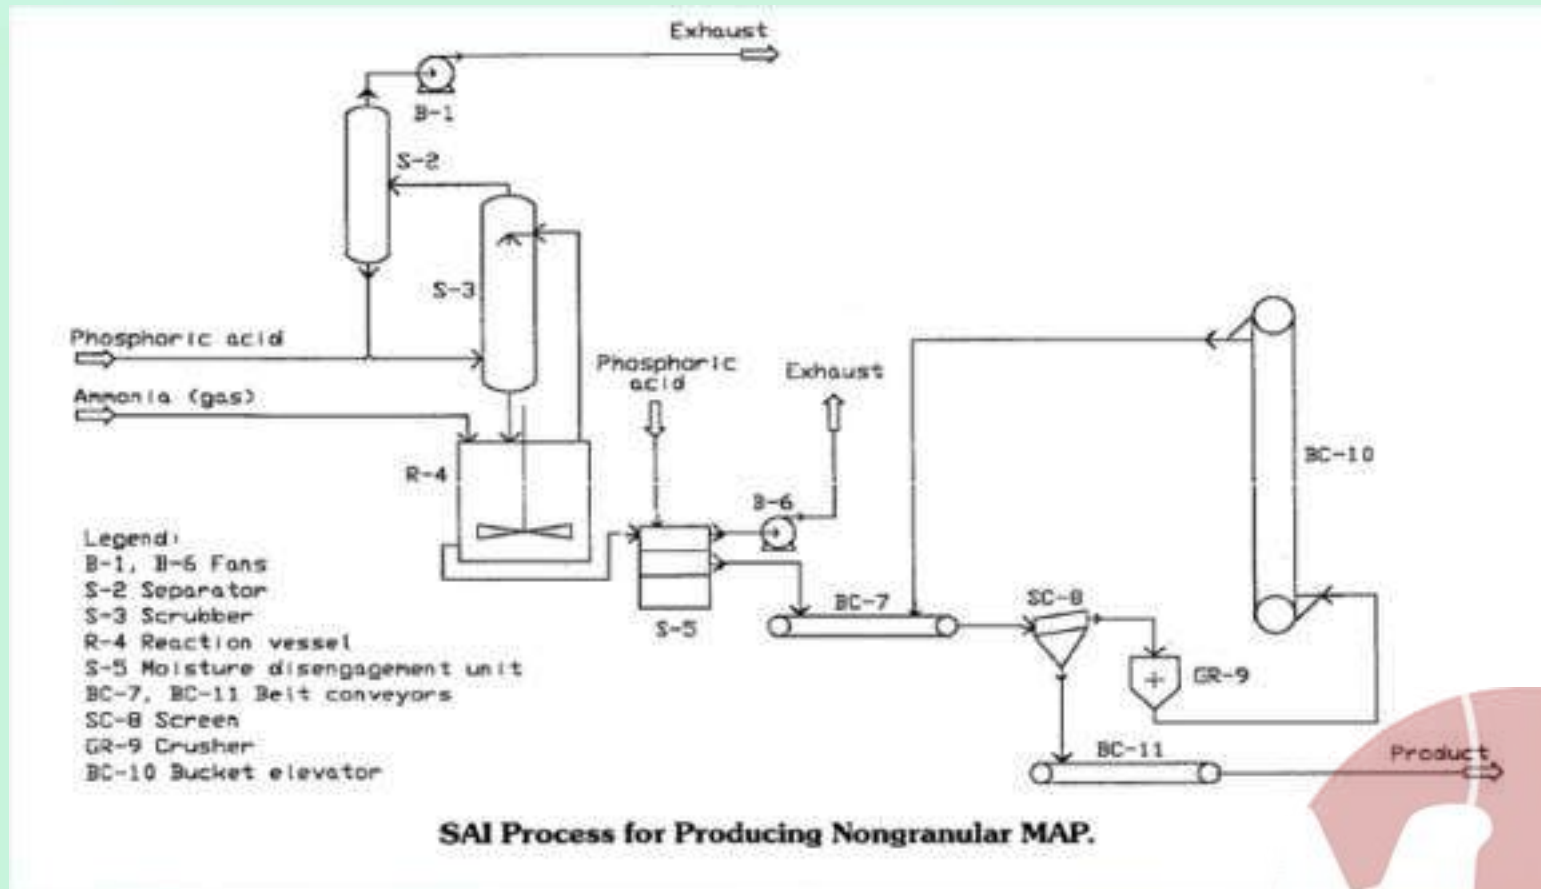 Exhaust
B-1
S-2
S-3
Phosphoric acid
Ammonia (gas)
R-4
Phosphoric
acid
Exhaust
B-6
S-5
BC-7
SC-8
GR-9
BC-10
BC-11
Product
Legend:
B-1, B-6 Fans
S-2 Separator
S-3 Scrubber
R-4 Reaction vessel
S-5 Moisture disengagement unit
BC-7, BC-11 Belt conveyors
SC-8 Screen
GR-9 Crusher
BC-10 Bucket elevator
SAI Process for Producing Nongranular MAP.